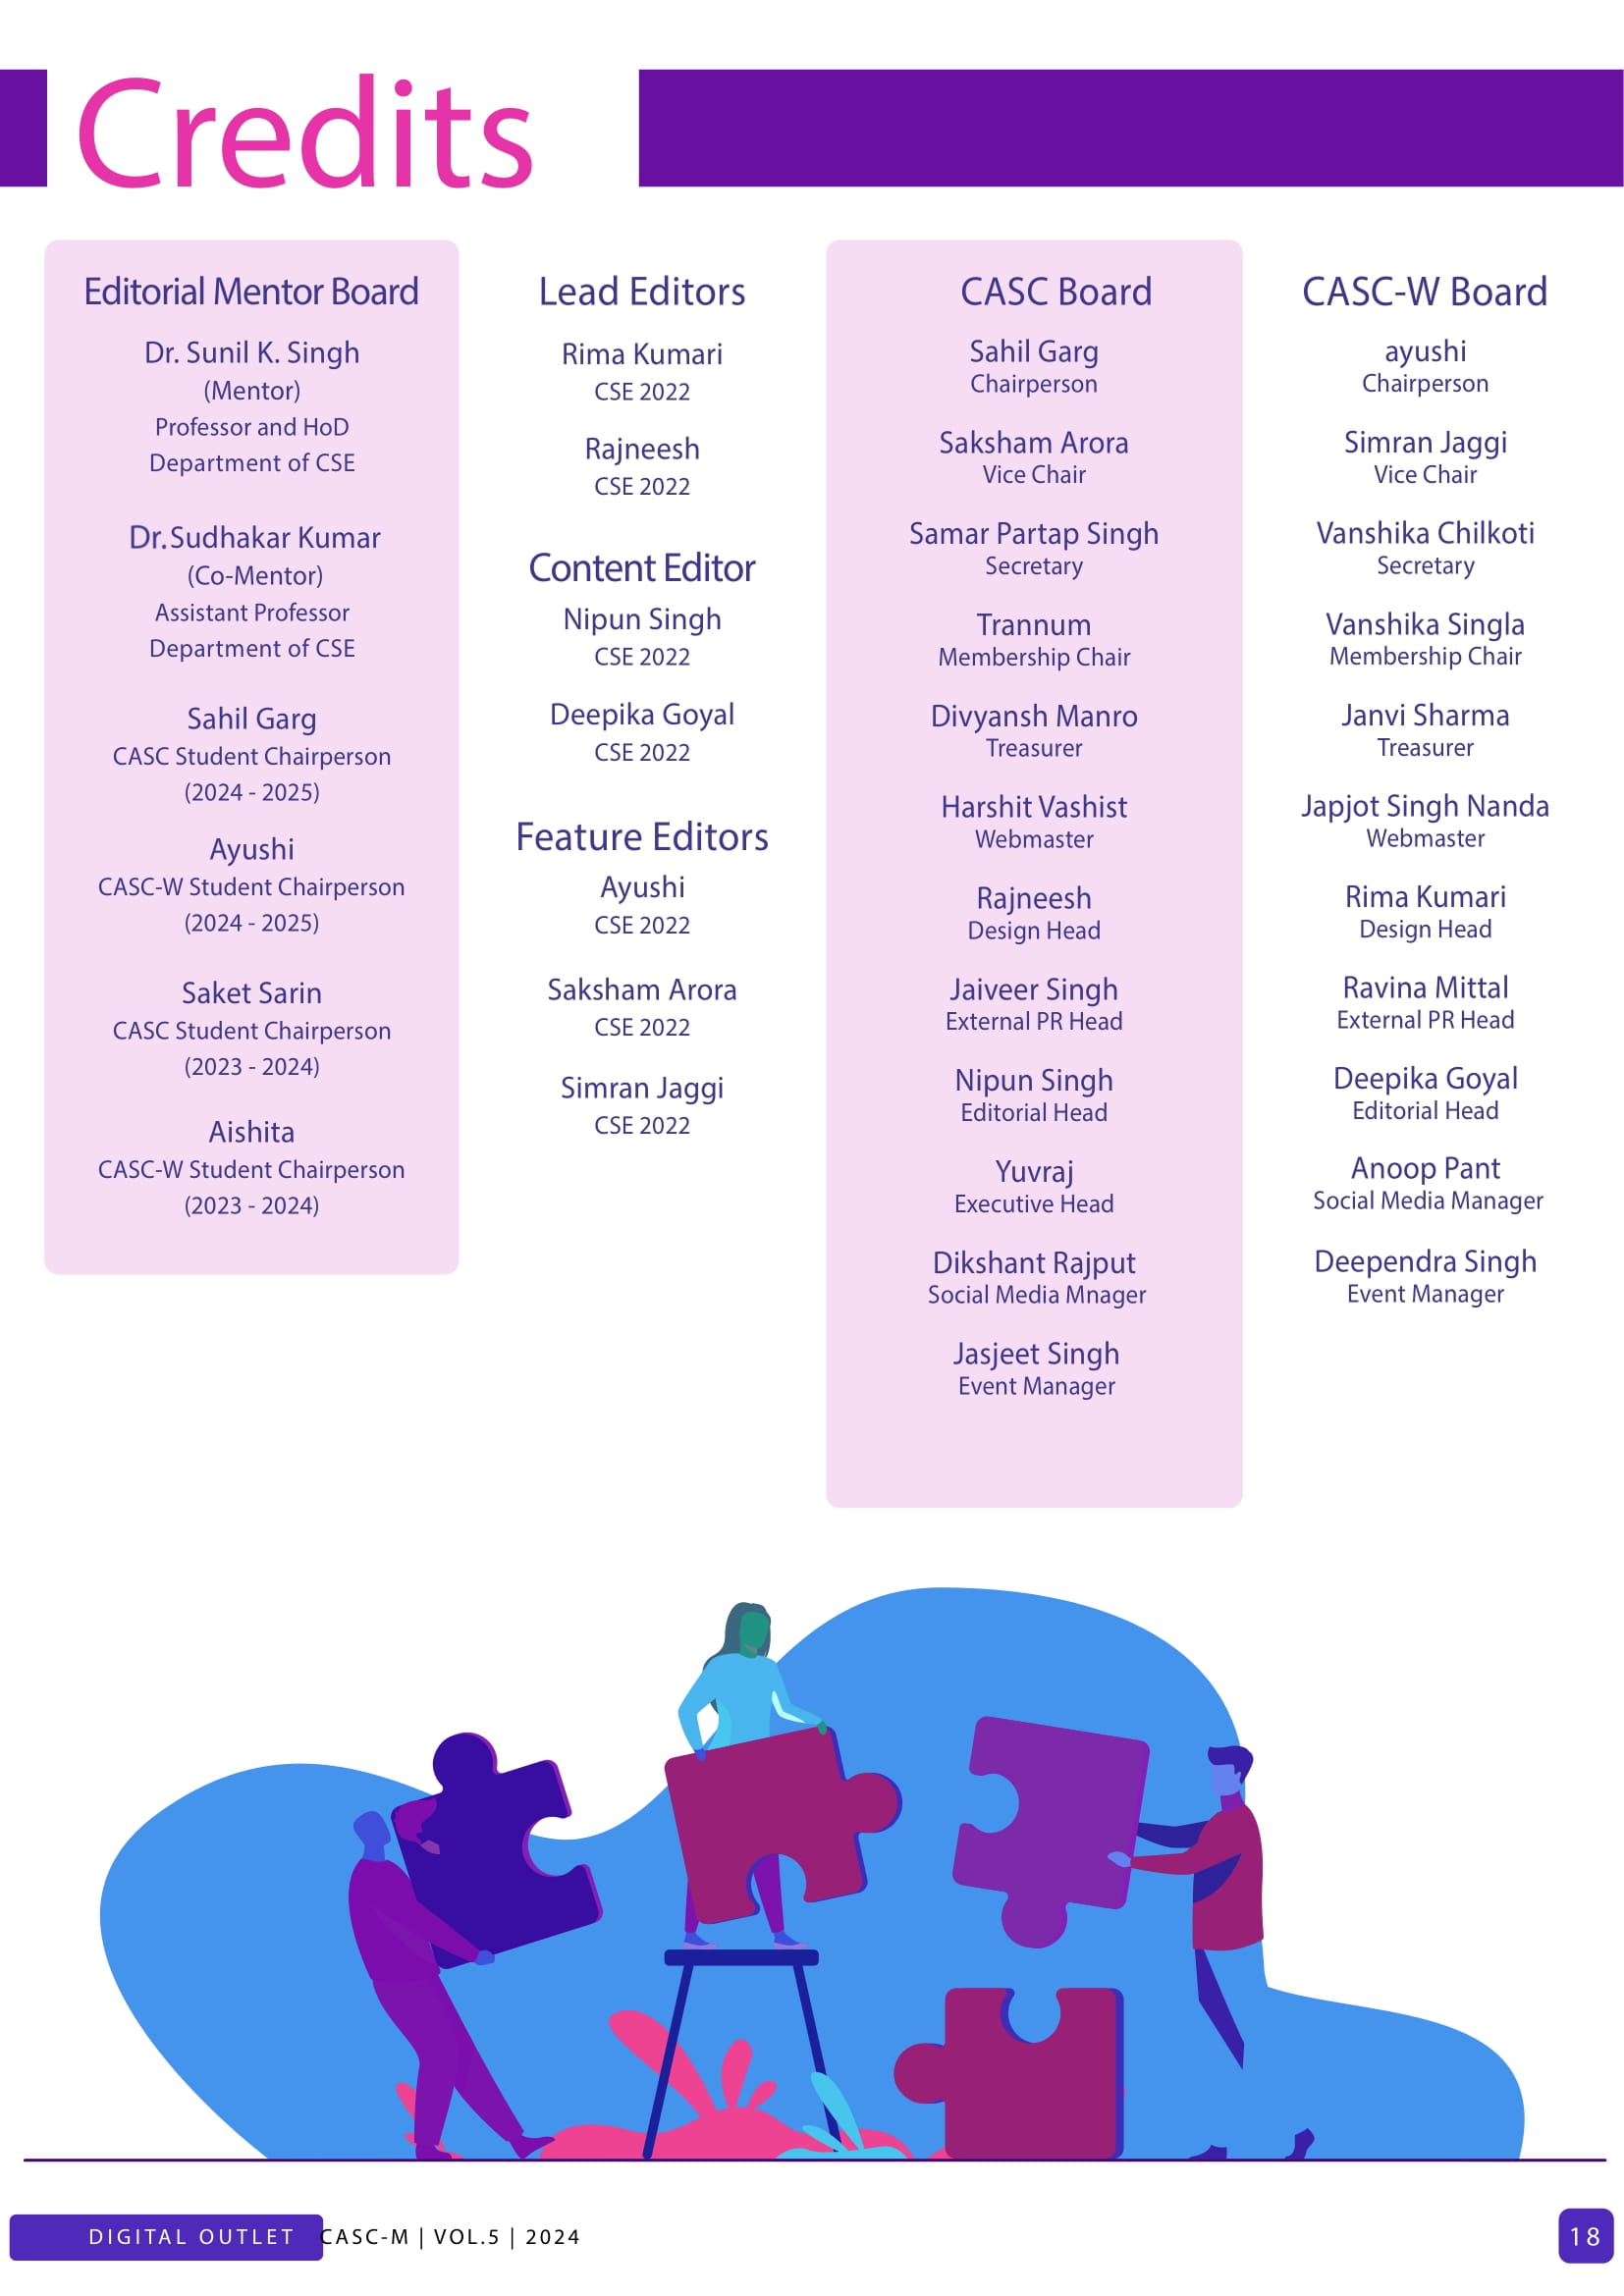 Credits
Editorial Mentor Board
Dr. Sunil K. Singh
(Mentor)
Professor and HoD
Department of CSE
Dr. Sudhakar Kumar
(Co-Mentor)
Assistant Professor
Department of CSE
Sahil Garg
CASC Student Chairperson
(2024 - 2025)
Ayushi
CASC-W Student Chairperson
(2024 - 2025)
Saket Sarin
CASC Student Chairperson
(2023 - 2024)
Aishita
CASC-W Student Chairperson
(2023 - 2024)
Lead Editors
Rima Kumari
CSE 2022
Rajneesh
CSE 2022
Content Editor
Nipun Singh
CSE 2022
Deepika Goyal
CSE 2022
Feature Editors
Ayushi
CSE 2022
Saksham Arora
CSE 2022
Simran Jaggi
CSE 2022
CASC Board
Sahil Garg
Chairperson
Saksham Arora
Vice Chair
Samar Partap Singh
Secretary
Trannum
Membership Chair
Divyansh Manro
Treasurer
Harshit Vashist
Webmaster
Rajneesh
Design Head
Jaiveer Singh
External PR Head
Nipun Singh
Editorial Head
Yuvraj
Executive Head
Dikshant Rajput
Social Media Mnager
Jasjeet Singh
Event Manager
CASC-W Board
ayushi
Chairperson
Simran Jaggi
Vice Chair
Vanshika Chilkoti
Secretary
Vanshika Singla
Membership Chair
Janvi Sharma
Treasurer
Japjot Singh Nanda
Webmaster
Rima Kumari
Design Head
Ravina Mittal
External PR Head
Deepika Goyal
Editorial Head
Anoop Pant
Social Media Manager
Deependra Singh
Event Manager
DIGITAL OUTLET CASC-M | VOL.5 | 2024
18